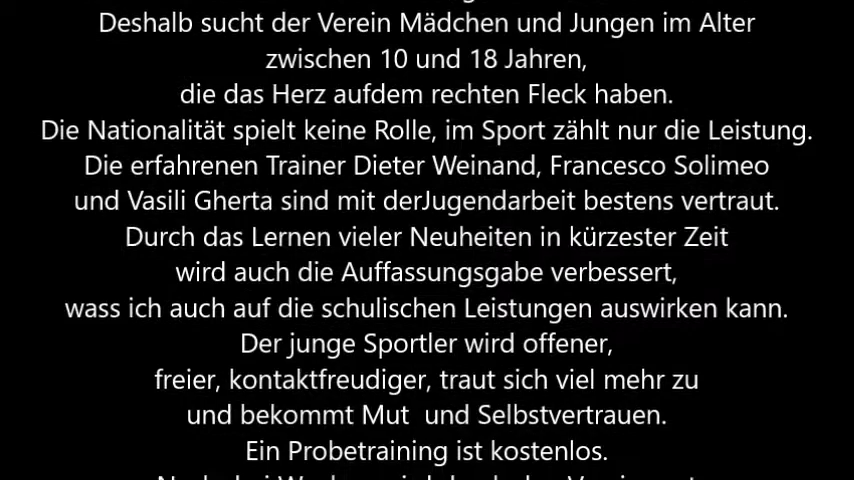 Deshalb sucht der Verein Mädchen und Jungen im Alter
zwischen 10 und 18 Jahren,
die das Herz aufdem rechten Fleck haben.
Die Nationalität spielt keine Rolle, im Sport zählt nur die Leistung.
Die erfahrenen Trainer Dieter Weinand, Francesco Solimeo
und Vasili Gherta sind mit derJugendarbeit bestens vertraut.
Durch das Lernen vieler Neuheiten in kürzester Zeit
wird auch die Auffassungsgabe verbessert,
wass ich auch auf die schulischen Leistungen auswirken kann.
Der junge Sportler wird offener,
freier, kontaktfreudiger, traut sich viel mehr zu
und bekommt Mut  und Selbstvertrauen.
Ein Probetraining ist kostenlos.